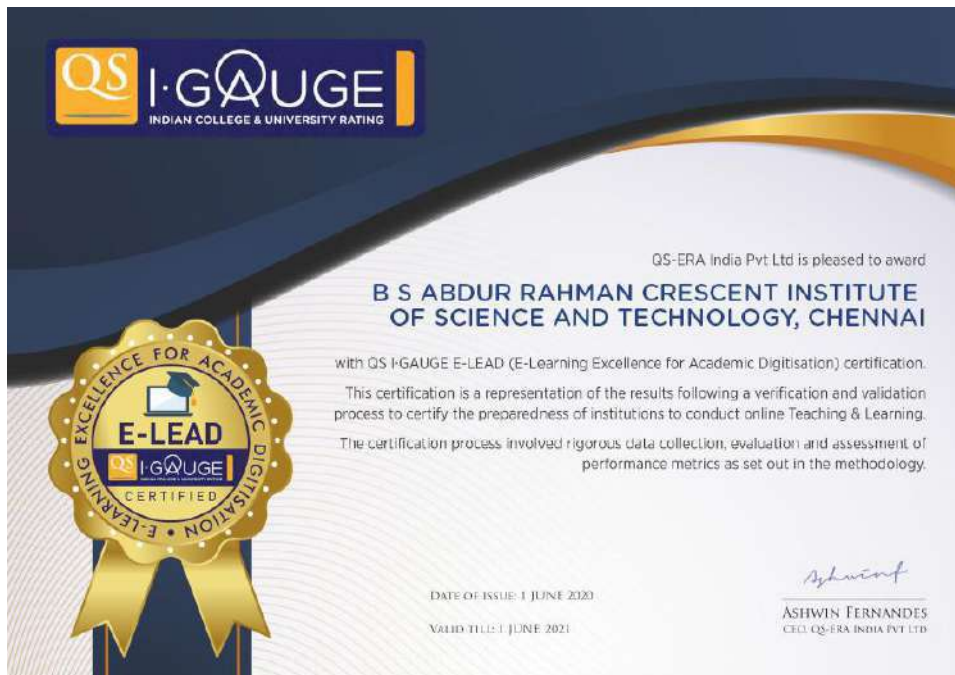 QS I·GAUGE
INDIAN COLLEGE & UNIVERSITY RATING
QS-ERA India Pvt Ltd is pleased to award
B S ABDUR RAHMAN CRESCENT INSTITUTE
OF SCIENCE AND TECHNOLOGY, CHENNAI
with QS I·GAUGE E-LEAD (E-Learning Excellence for Academic Digitisation) certification.
This certification is a representation of the results following a verification and validation
process to certify the preparedness of institutions to conduct online Teaching & Learning.
The certification process involved rigorous data collection, evaluation and assessment of
performance metrics as set out in the methodology.
E-LEARNING EXCELLENCE FOR ACADEMIC DIGITISATION •
E-LEAD
QS I·GAUGE
INDIAN COLLEGE & UNIVERSITY RATING
CERTIFIED
DATE OF ISSUE: 1 JUNE 2020
VALID TILL: 1 JUNE 2021
Ashwinf
ASHWIN FERNANDES
CEO, QS-ERA INDIA PVT LTD